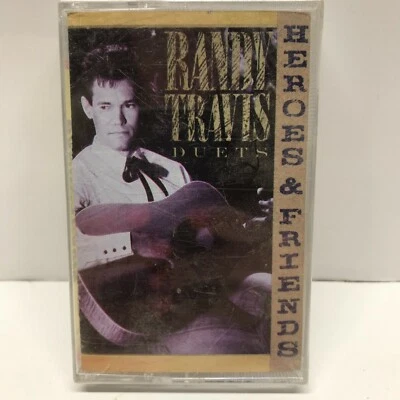 RANDY
TRAVIS
DUETS
HEROES & FRIENDS